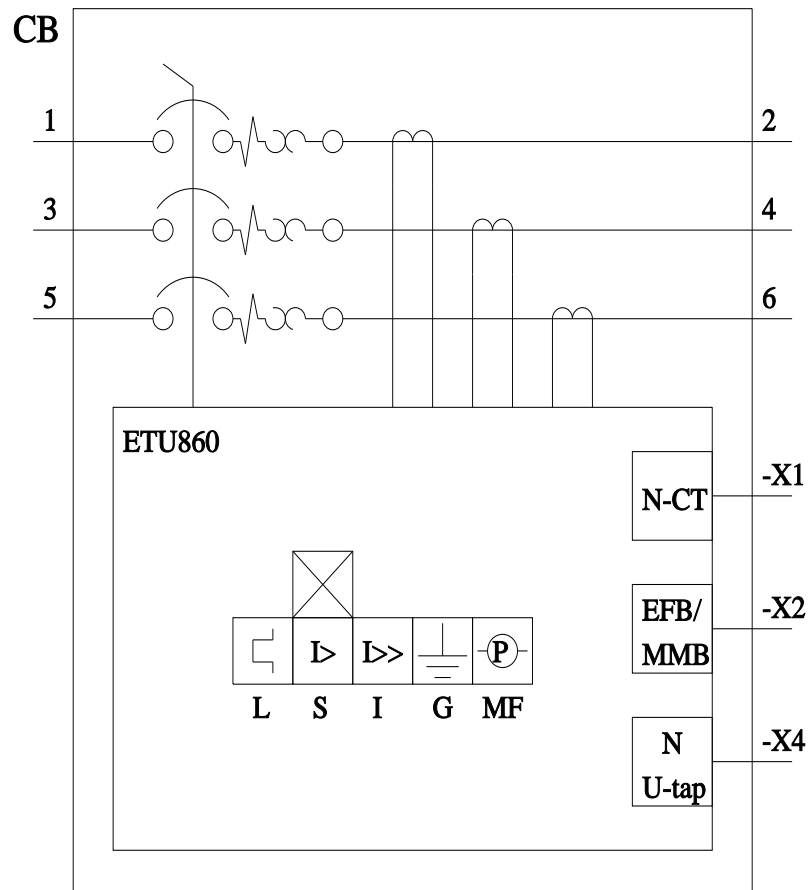 CB
1
2
3
4
5
6
ETU860
N-CT
-X1
EFB/
MMB
-X2
I>
I>>
P
L
S
I
G
MF
N
U-tap
-X4